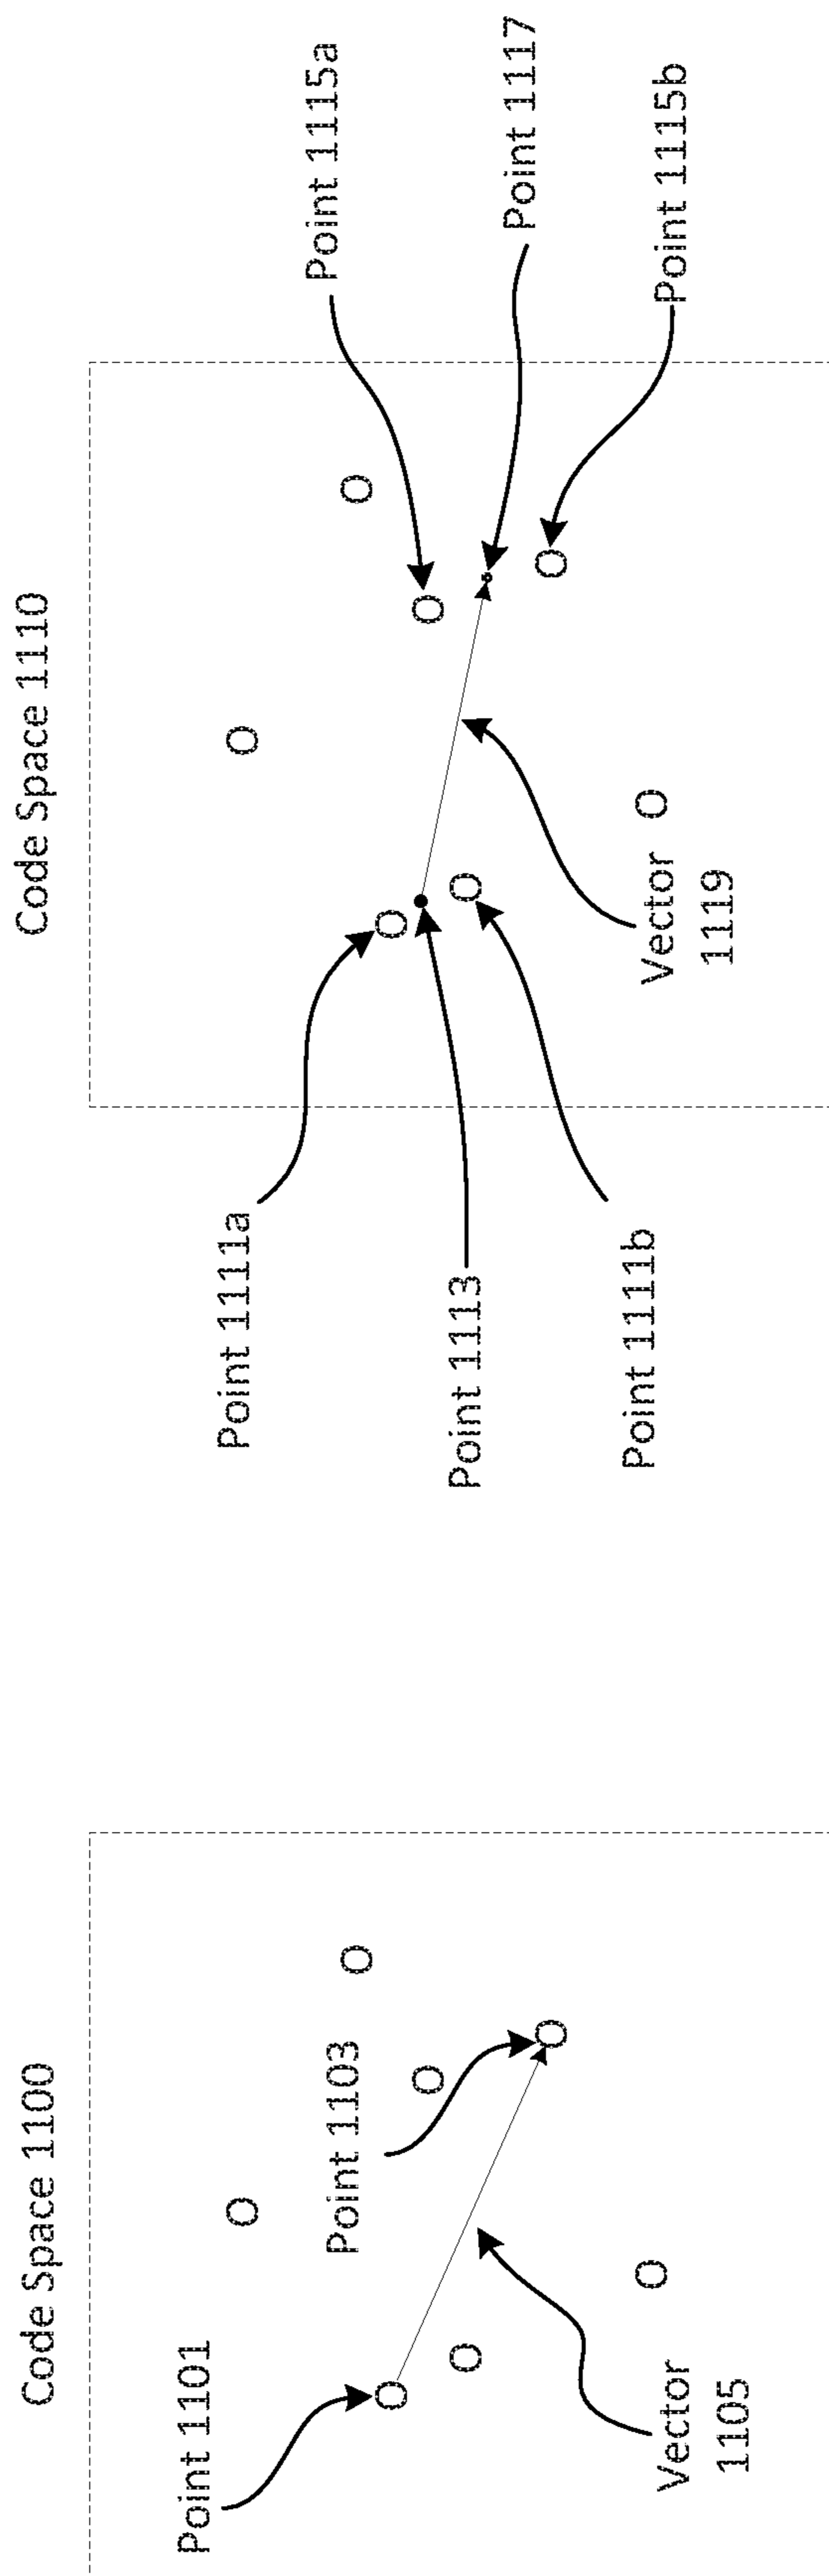 Code Space 1100
Point 1101
Point 1103
Vector
1105
Code Space 1110
Point 1111a
Point 1113
Point 1111b
Vector
1119
Point 1115a
Point 1117
Point 1115b